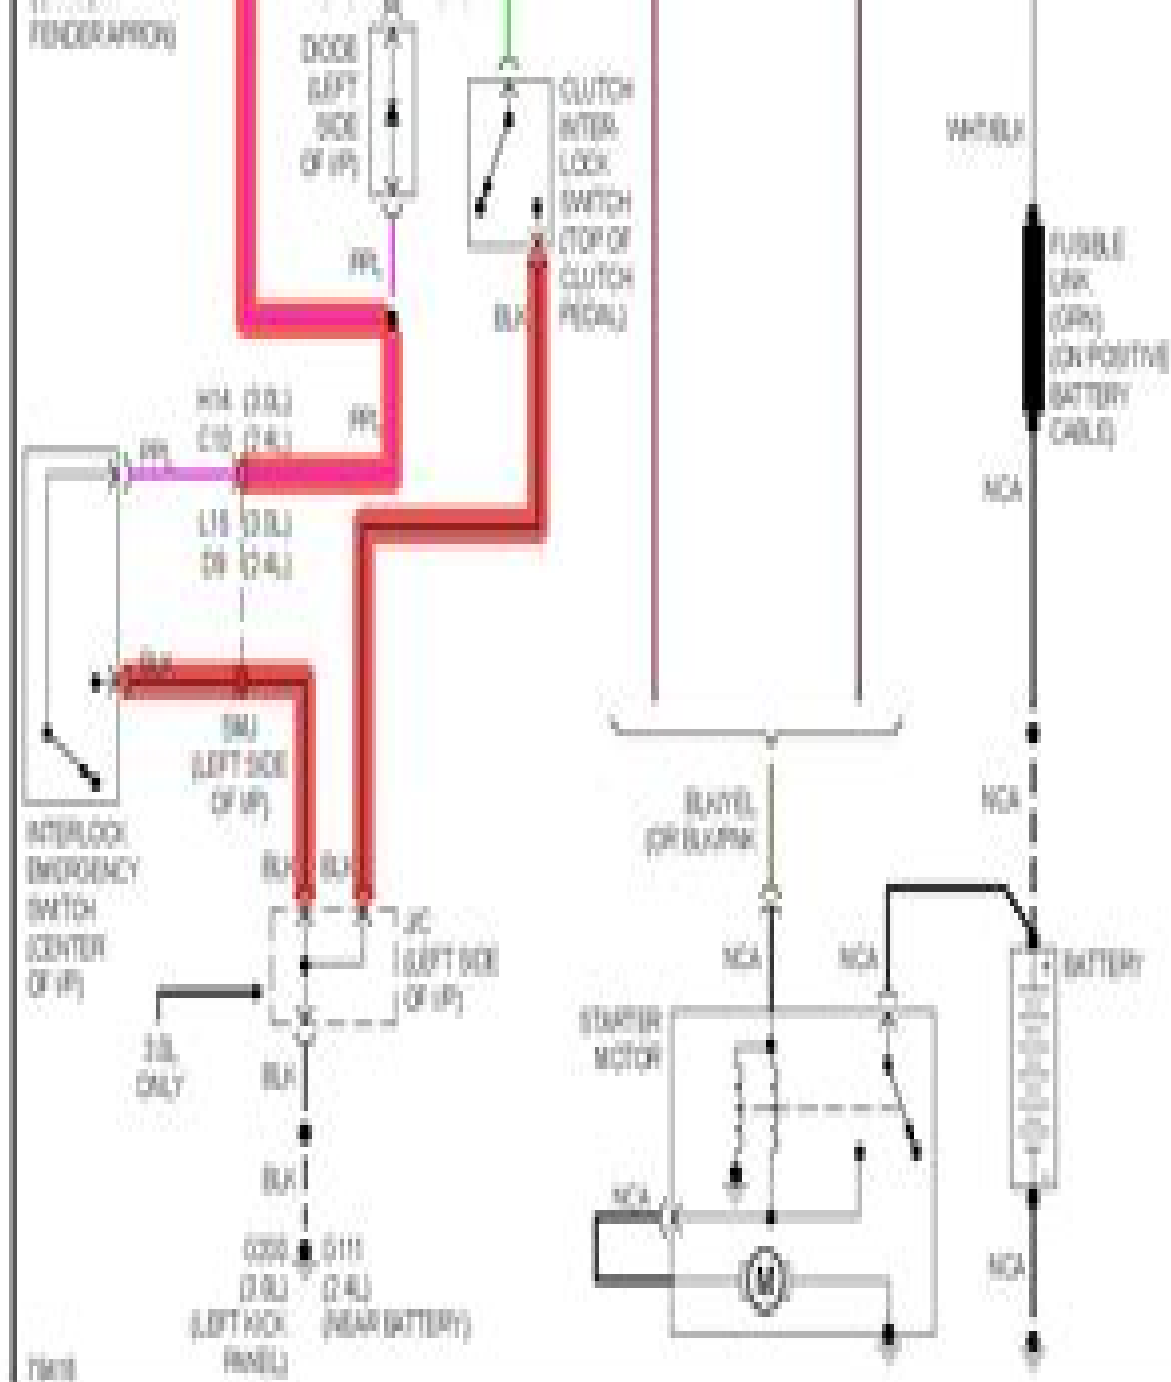 FENDER APRON)
DIODE
(LEFT
SIDE
OF I/P)
CLUTCH
INTER-
LOCK
SWITCH
(TOP OF
CLUTCH
PEDAL)
WHT/BLK
FUSIBLE
LINK
(GRN)
(ON POSITIVE
BATTERY
CABLE)
PPL
BLK
H14 (3.0L)
C10 (2.4L)
PPL
PPL
NCA
L15 (3.0L)
D9 (2.4L)
BLK
SMJ
(LEFT SIDE
OF I/P)
BLK/YEL
(OR BLK/PNK
NCA
INTERLOCK
EMERGENCY
SWITCH
(CENTER
OF I/P)
BLK
BLK
J/C
(LEFT SIDE
OF I/P)
NCA
NCA
BATTERY
3.0L
ONLY
STARTER
MOTOR
BLK
BLK
NCA
M
NCA
G200
(3.0L)
(LEFT KICK
PANEL)
G111
(2.4L)
(NEAR BATTERY)